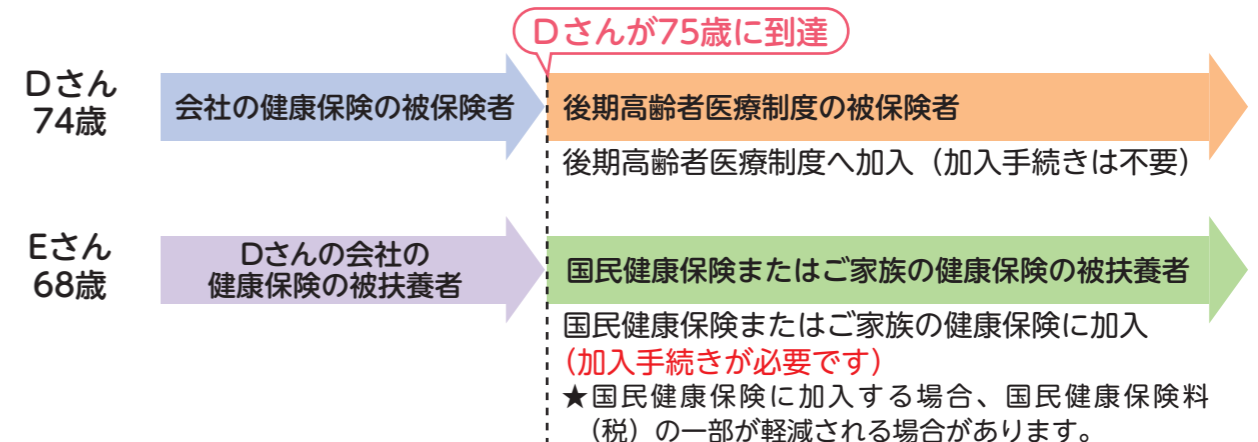 Dさんが75歳に到達
Dさん
74歳
会社の健康保険の被保険者
後期高齢者医療制度の被保険者
後期高齢者医療制度へ加入（加入手続きは不要）
Eさん
68歳
Dさんの会社の
健康保険の被扶養者
国民健康保険またはご家族の健康保険の被扶養者
国民健康保険またはご家族の健康保険に加入
（加入手続きが必要です）
★国民健康保険に加入する場合、国民健康保険料
（税）の一部が軽減される場合があります。